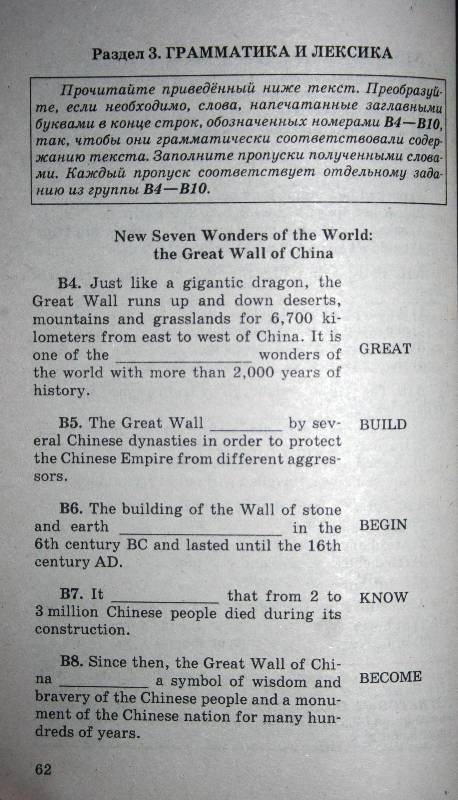 Раздел 3. ГРАММАТИКА И ЛЕКСИКА
Прочитайте приведённый ниже текст. Преобразуй-
те, если необходимо, слова, напечатанные заглавными
буквами в конце строк, обозначенных номерами B4—B10,
так, чтобы они грамматически соответствовали содер-
жанию текста. Заполните пропуски полученными слова-
ми. Каждый пропуск соответствует отдельному зада-
нию из группы B4—B10.
New Seven Wonders of the World:
the Great Wall of China
B4. Just like a gigantic dragon, the
Great Wall runs up and down deserts,
mountains and grasslands for 6,700 ki-
lometers from east to west of China. It is
one of the ____________ wonders of GREAT
the world with more than 2,000 years of
history.
B5. The Great Wall ________ by sev- BUILD
eral Chinese dynasties in order to protect
the Chinese Empire from different aggres-
sors.
B6. The building of the Wall of stone
and earth ________________ in the BEGIN
6th century BC and lasted until the 16th
century AD.
B7. It __________ that from 2 to KNOW
3 million Chinese people died during its
construction.
B8. Since then, the Great Wall of Chi-
na _________ a symbol of wisdom and BECOME
bravery of the Chinese people and a monu-
ment of the Chinese nation for many hun-
dreds of years.
62